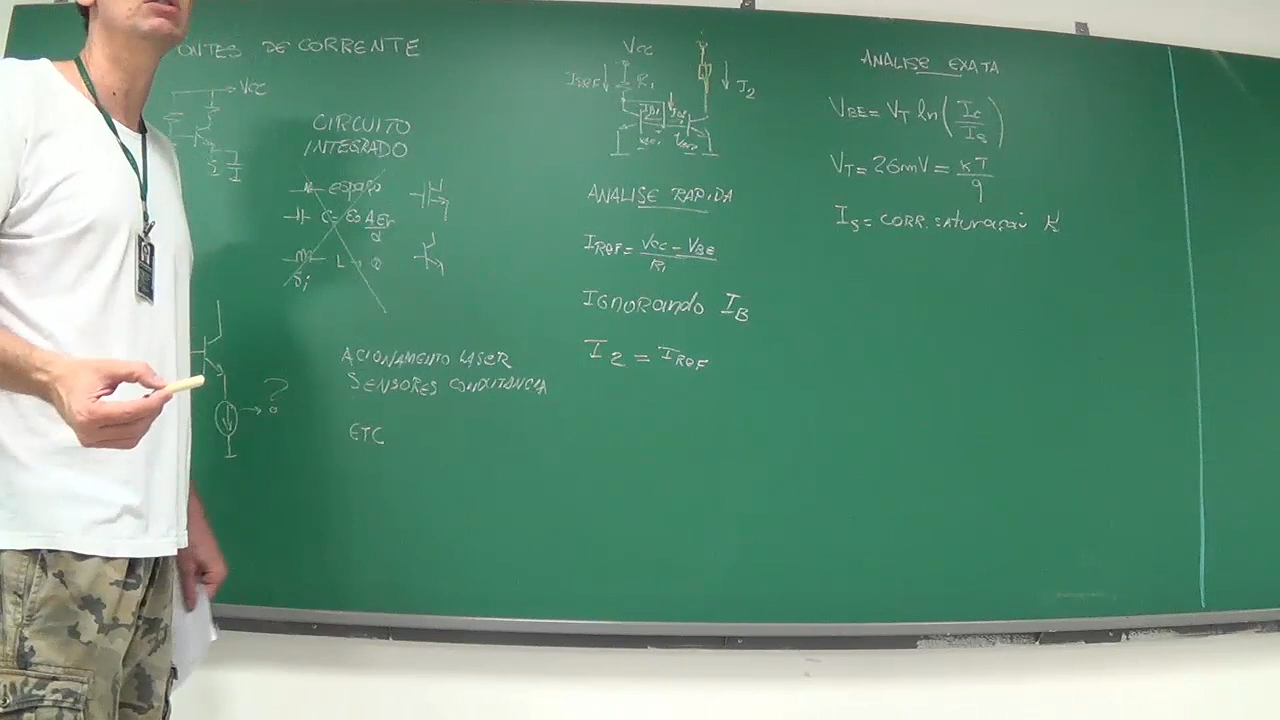 ONTES DE CORRENTE
VCC
CIRCUITO
INTEGRADO
espaço
C = ε₀ A εr
d
L
ACIONAMENTO LASER
SENSORES CONDUTANCIA
ETC
?
VCC
IREF
R1
I2
ANALISE RAPIDA
IREF = VCC - VBE
R1
IGNORANDO IB
I2 = IREF
ANALISE EXATA
VBE = VT ln(IC
IS)
VT = 26mV = KT
q
IS = CORR. SATURAÇÃO